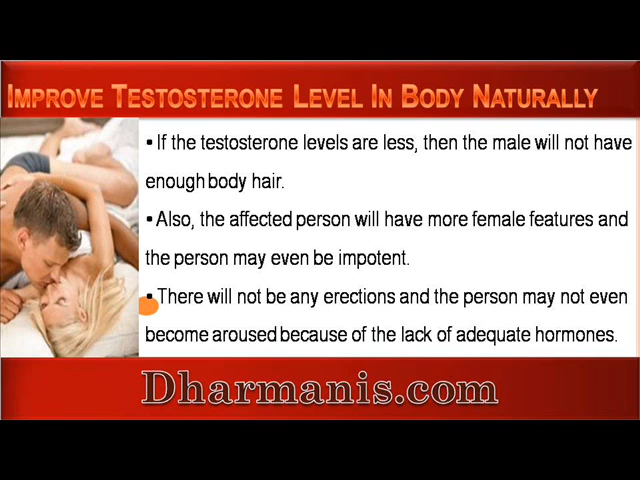 IMPROVE TESTOSTERONE LEVEL IN BODY NATURALLY
▪ If the testosterone levels are less, then the male will not have
enough body hair.
▪ Also, the affected person will have more female features and
the person may even be impotent.
▪ There will not be any erections and the person may not even
become aroused because of the lack of adequate hormones.
Dharmanis.com